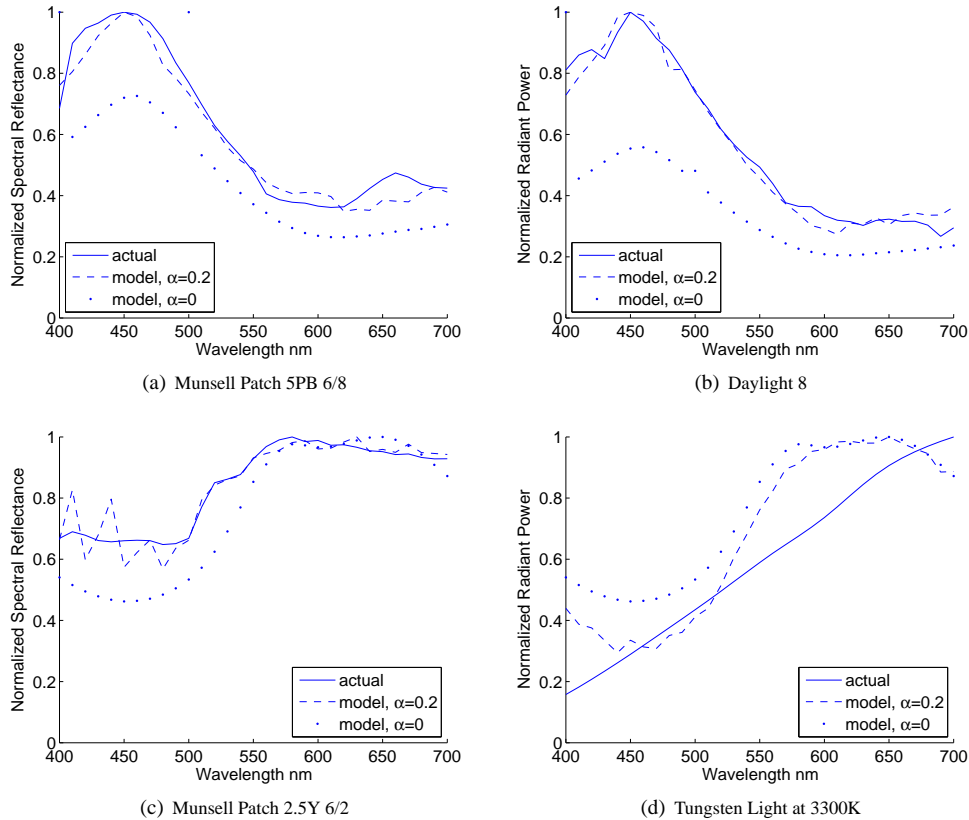 1
0.8
0.6
0.4
0.2
0
Normalized Spectral Reflectance
actual
model, α=0.2
model, α=0
400 450 500 550 600 650 700
Wavelength nm
(a) Munsell Patch 5PB 6/8
1
0.8
0.6
0.4
0.2
0
Normalized Radiant Power
actual
model, α=0.2
model, α=0
400 450 500 550 600 650 700
Wavelength nm
(b) Daylight 8
1
0.8
0.6
0.4
0.2
0
Normalized Spectral Reflectance
actual
model, α=0.2
model, α=0
400 450 500 550 600 650 700
Wavelength nm
(c) Munsell Patch 2.5Y 6/2
1
0.8
0.6
0.4
0.2
0
Normalized Radiant Power
actual
model, α=0.2
model, α=0
400 450 500 550 600 650 700
Wavelength nm
(d) Tungsten Light at 3300K